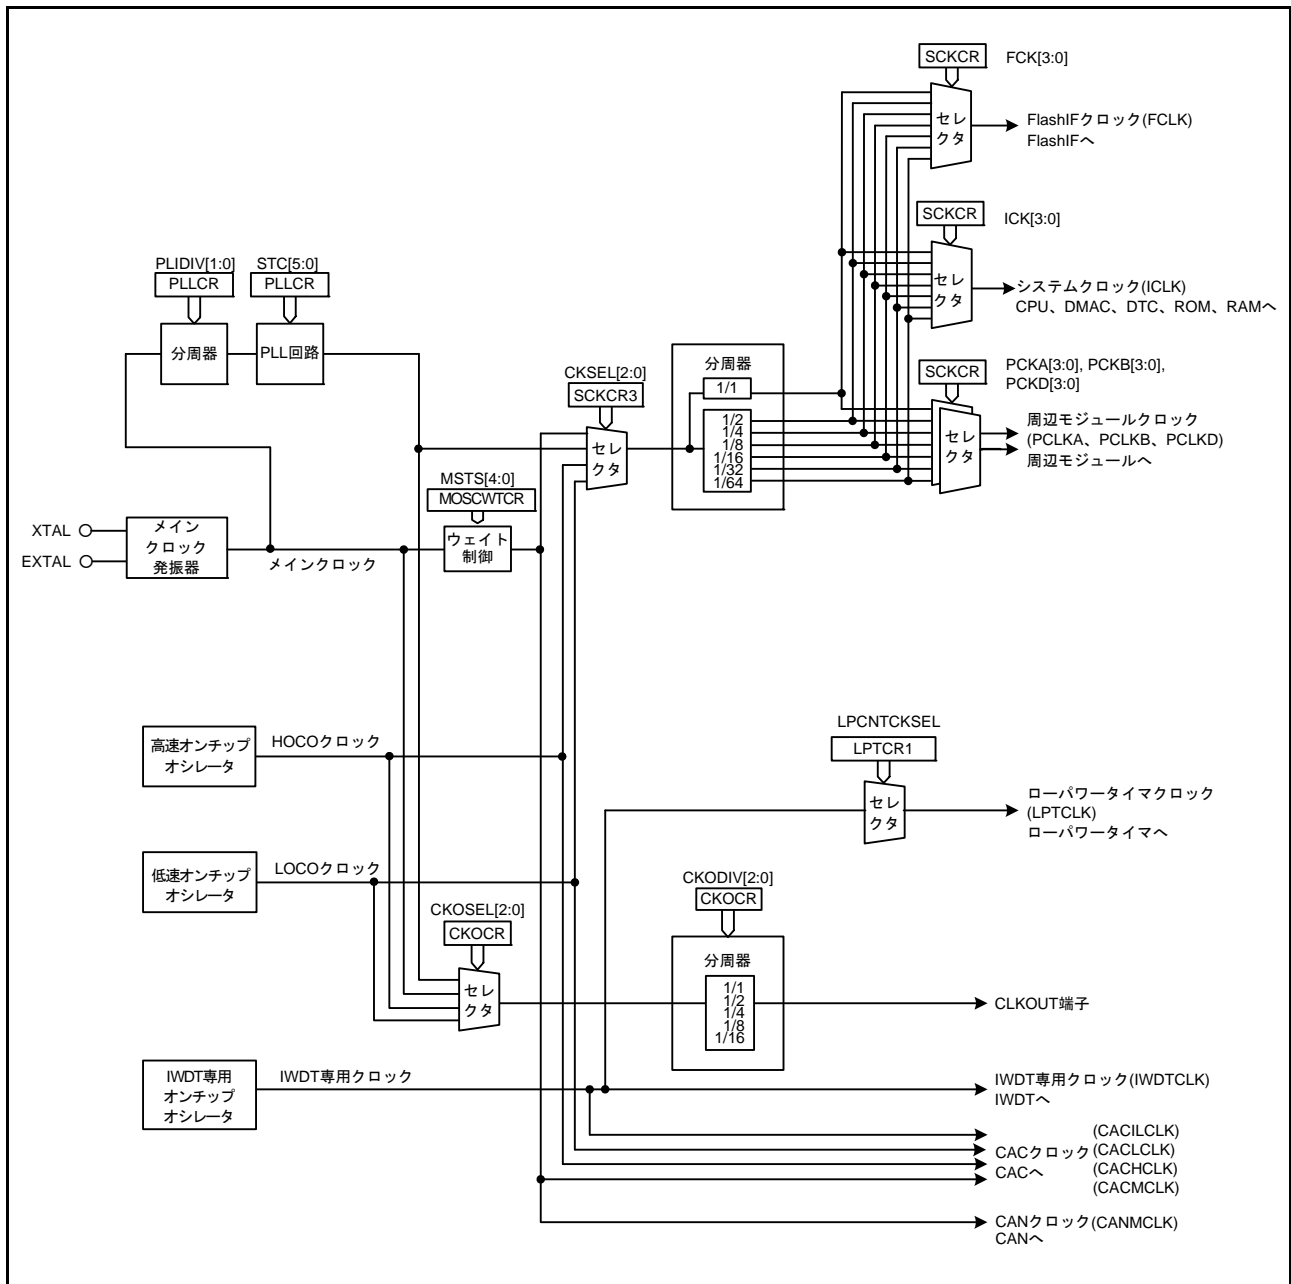 SCKCR
FCK[3:0]
セレ
クタ
FlashIFクロック(FCLK)
FlashIFへ
SCKCR
ICK[3:0]
セレ
クタ
システムクロック(ICLK)
CPU、DMAC、DTC、ROM、RAMへ
PLIDIV[1:0]
STC[5:0]
PLLCR
PLLCR
分周器
PLL回路
CKSEL[2:0]
SCKCR3
セレ
クタ
分周器
1/1
1/2
1/4
1/8
1/16
1/32
1/64
SCKCR
PCKA[3:0], PCKB[3:0],
PCKD[3:0]
セレ
クタ
周辺モジュールクロック
(PCLKA、PCLKB、PCLKD)
周辺モジュールへ
MSTS[4:0]
MOSCWTCR
ウェイト
制御
XTAL
EXTAL
メイン
クロック
発振器
メインクロック
高速オンチップ
オシレータ
HOCOクロック
LPCNTCKSEL
LPTCR1
セレ
クタ
ローパワータイマクロック
(LPTCLK)
ローパワータイマへ
低速オンチップ
オシレータ
LOCOクロック
CKOSEL[2:0]
CKOCR
セレ
クタ
CKODIV[2:0]
CKOCR
分周器
1/1
1/2
1/4
1/8
1/16
CLKOUT端子
IWDT専用
オンチップ
オシレータ
IWDT専用クロック
IWDT専用クロック(IWDTCLK)
IWDTへ
CACクロック
CACへ
(CACILCLK)
(CACLCLK)
(CACHCLK)
(CACMCLK)
CANクロック(CANMCLK)
CANへ